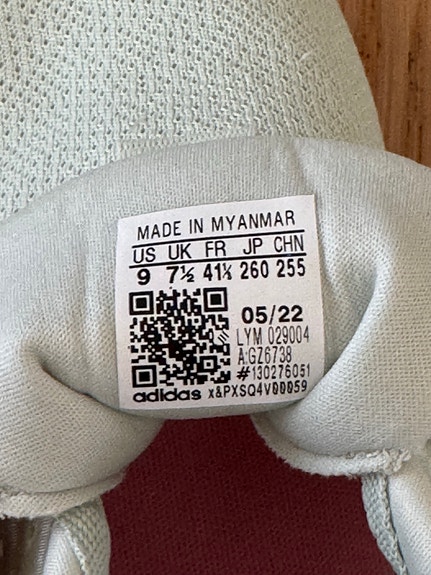 MADE IN MYANMAR
US UK FR JP CHN
9 7½ 41⅓ 260 255
05/22
LYM 029004
A:GZ6738
#130276051
adidas x&PXSQ4V00059